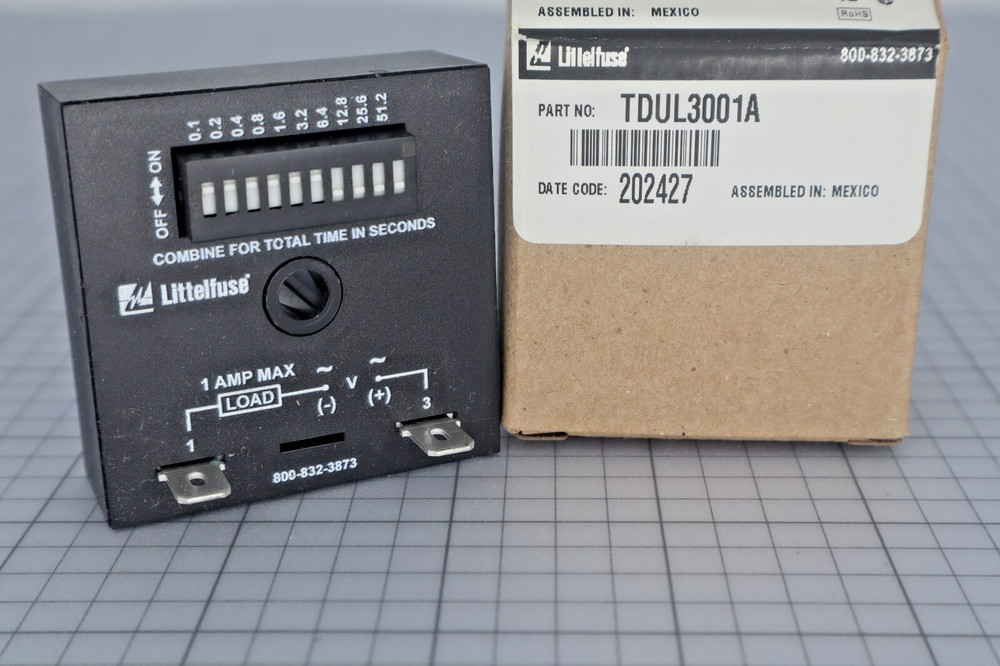 0.1 0.2 0.4 0.8 1.6 3.2 6.4 12.8 25.6 51.2
OFF ↔ ON
COMBINE FOR TOTAL TIME IN SECONDS
Littelfuse®
1 AMP MAX
LOAD
~ V ~
(-) (+)
1 3
800-832-3873
ASSEMBLED IN: MEXICO
RoHS
Littelfuse®
800-832-3873
PART NO: TDUL3001A
DATE CODE: 202427
ASSEMBLED IN: MEXICO